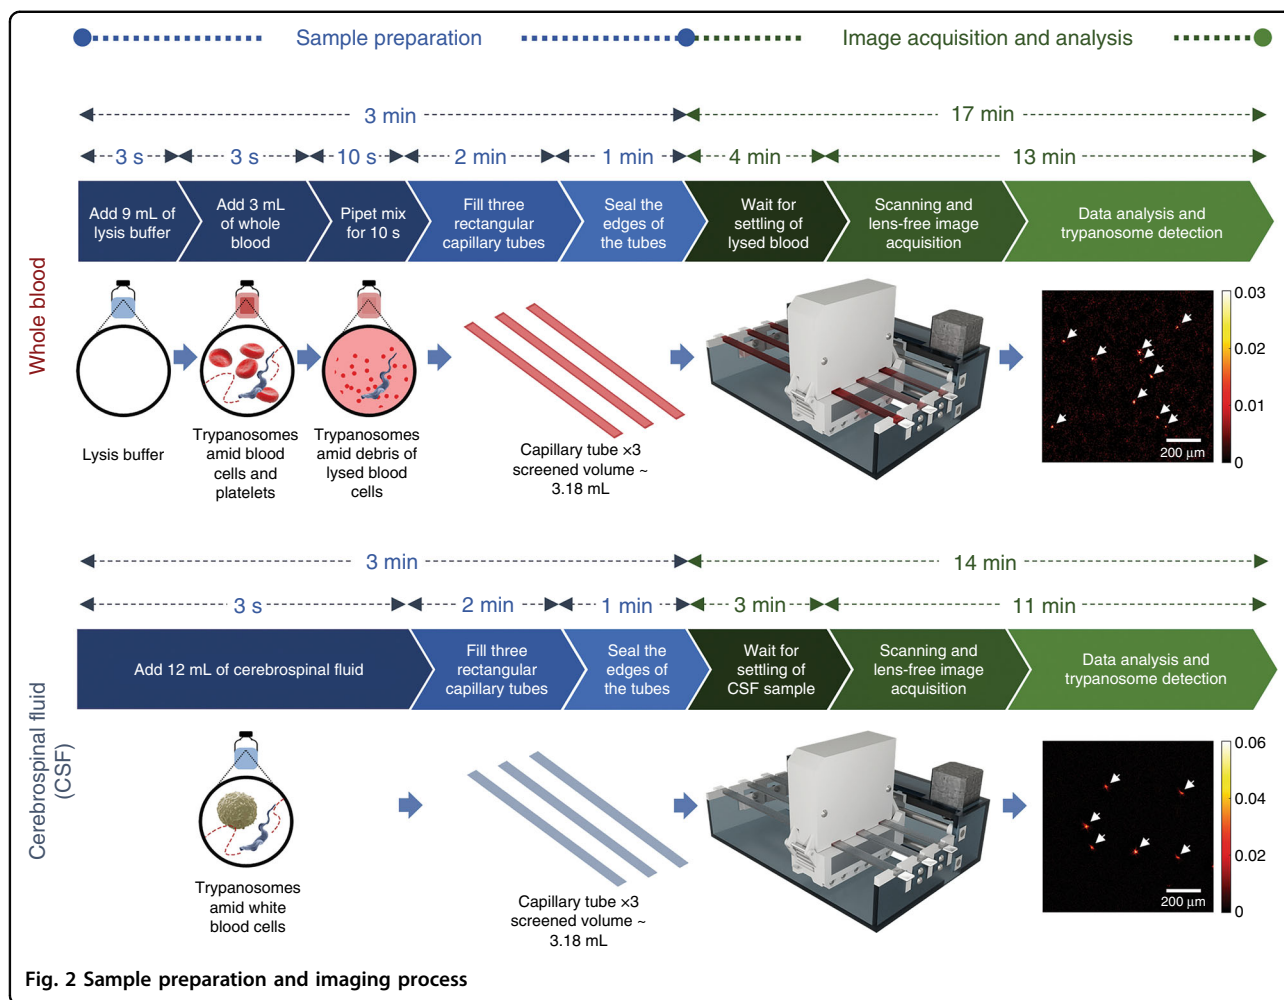 Sample preparation
Image acquisition and analysis
3 min
17 min
3 s
3 s
10 s
2 min
1 min
4 min
13 min
Whole blood
Add 9 mL of
lysis buffer
Add 3 mL
of whole
blood
Pipet mix
for 10 s
Fill three
rectangular
capillary tubes
Seal the
edges of
the tubes
Wait for
settling of
lysed blood
Scanning and
lens-free image
acquisition
Data analysis and
trypanosome detection
Lysis buffer
Trypanosomes
amid blood
cells and
platelets
Trypanosomes
amid debris of
lysed blood
cells
Capillary tube ×3
screened volume ~
3.18 mL
200 μm
0.03
0.02
0.01
0
3 min
14 min
3 s
2 min
1 min
3 min
11 min
Cerebrospinal fluid
(CSF)
Add 12 mL of cerebrospinal fluid
Fill three
rectangular
capillary tubes
Seal the
edges of
the tubes
Wait for
settling of
CSF sample
Scanning and
lens-free image
acquisition
Data analysis and
trypanosome detection
Trypanosomes
amid white
blood cells
Capillary tube ×3
screened volume ~
3.18 mL
200 μm
0.06
0.04
0.02
0
Fig. 2 Sample preparation and imaging process